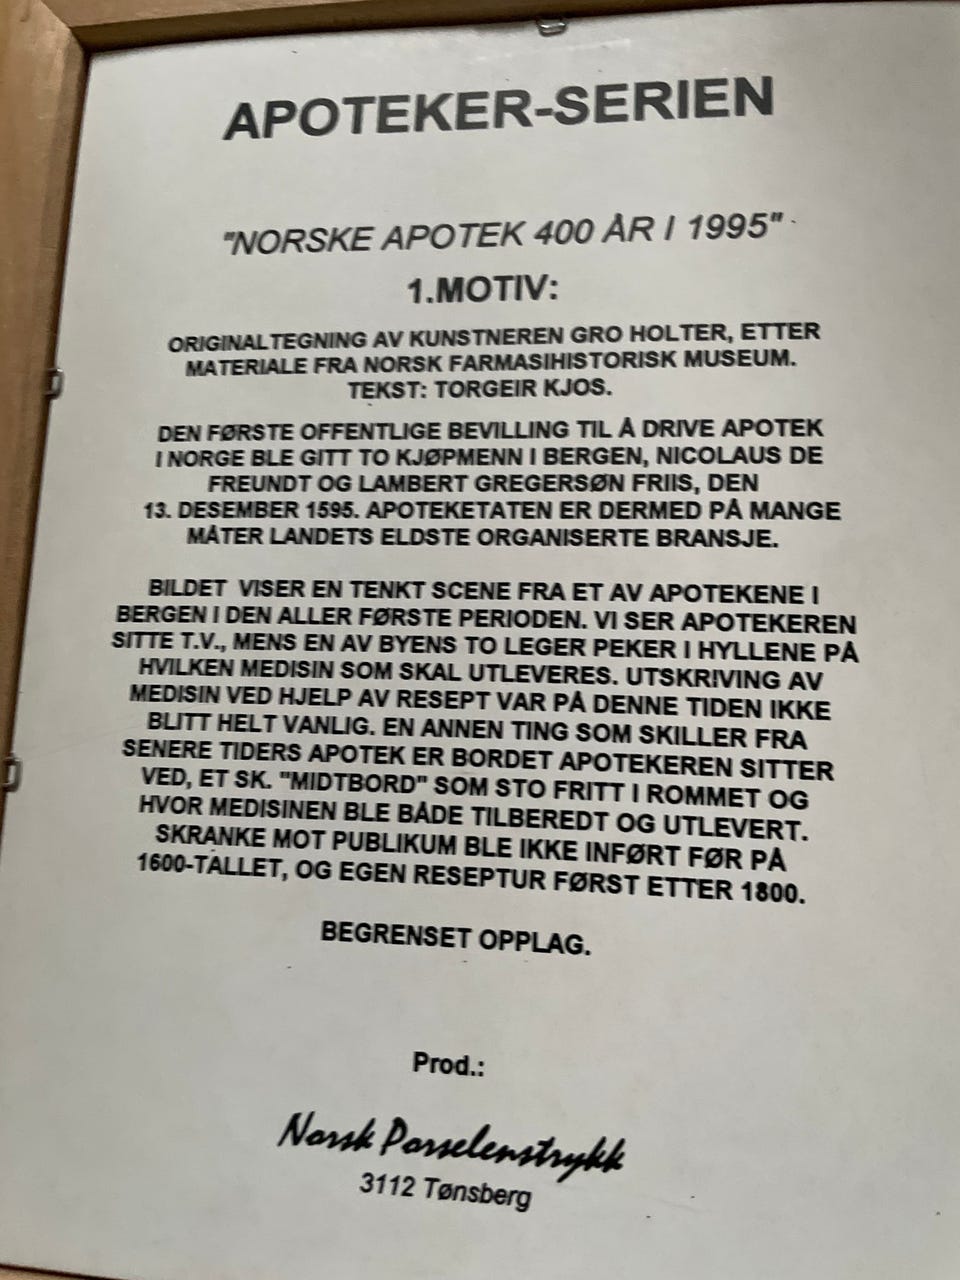 APOTEKER-SERIEN
"NORSKE APOTEK 400 ÅR I 1995"
1.MOTIV:
ORIGINALTEGNING AV KUNSTNEREN GRO HOLTER, ETTER
MATERIALE FRA NORSK FARMASIHISTORISK MUSEUM.
TEKST: TORGEIR KJOS.
DEN FØRSTE OFFENTLIGE BEVILLING TIL Å DRIVE APOTEK
I NORGE BLE GITT TO KJØPMENN I BERGEN, NICOLAUS DE
FREUNDT OG LAMBERT GREGERSØN FRIIS, DEN
13. DESEMBER 1595. APOTEKETATEN ER DERMED PÅ MANGE
MÅTER LANDETS ELDSTE ORGANISERTE BRANSJE.
BILDET VISER EN TENKT SCENE FRA ET AV APOTEKENE I
BERGEN I DEN ALLER FØRSTE PERIODEN. VI SER APOTEKEREN
SITTE T.V., MENS EN AV BYENS TO LEGER PEKER I HYLLENE PÅ
HVILKEN MEDISIN SOM SKAL UTLEVERES. UTSKRIVING AV
MEDISIN VED HJELP AV RESEPT VAR PÅ DENNE TIDEN IKKE
BLITT HELT VANLIG. EN ANNEN TING SOM SKILLER FRA
SENERE TIDERS APOTEK ER BORDET APOTEKEREN SITTER
VED, ET SK. "MIDTBORD" SOM STO FRITT I ROMMET OG
HVOR MEDISINEN BLE BÅDE TILBEREDT OG UTLEVERT.
SKRANKE MOT PUBLIKUM BLE IKKE INFØRT FØR PÅ
1600-TALLET, OG EGEN RESEPTUR FØRST ETTER 1800.
BEGRENSET OPPLAG.
Prod.:
Norsk Porselenstrykk
3112 Tønsberg